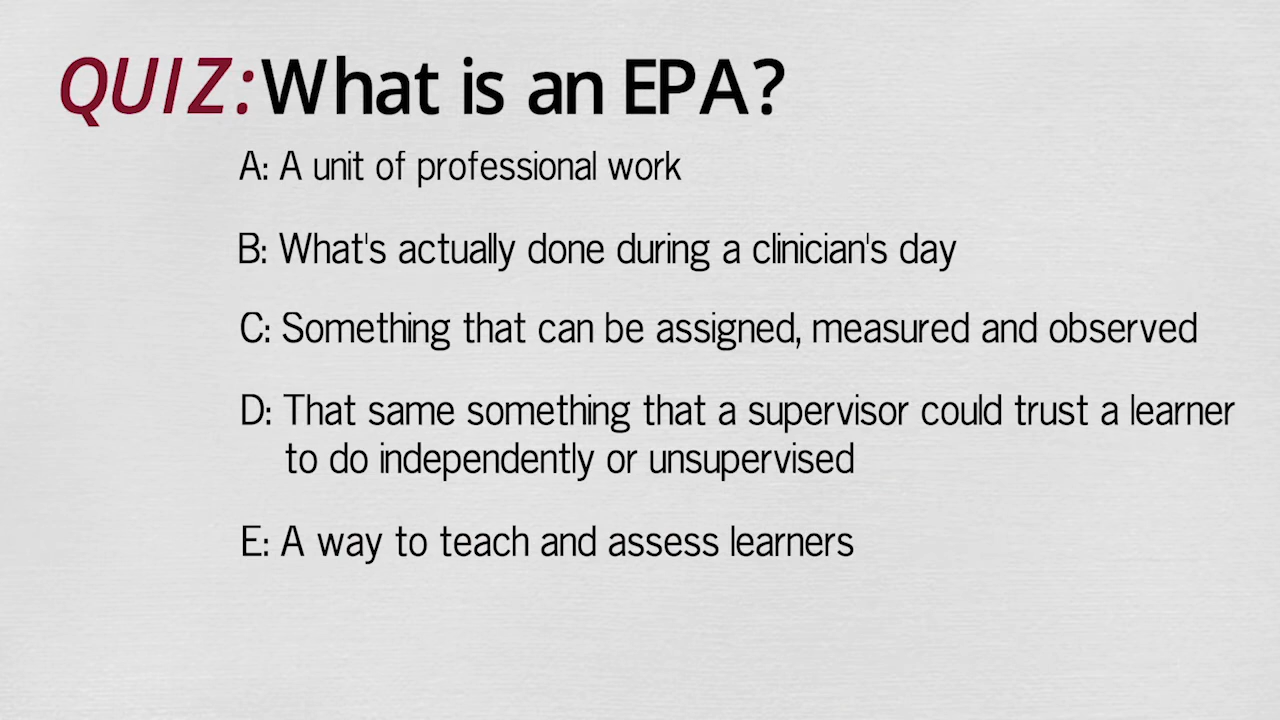 QUIZ: What is an EPA?
A: A unit of professional work
B: What's actually done during a clinician's day
C: Something that can be assigned, measured and observed
D: That same something that a supervisor could trust a learner
to do independently or unsupervised
E: A way to teach and assess learners